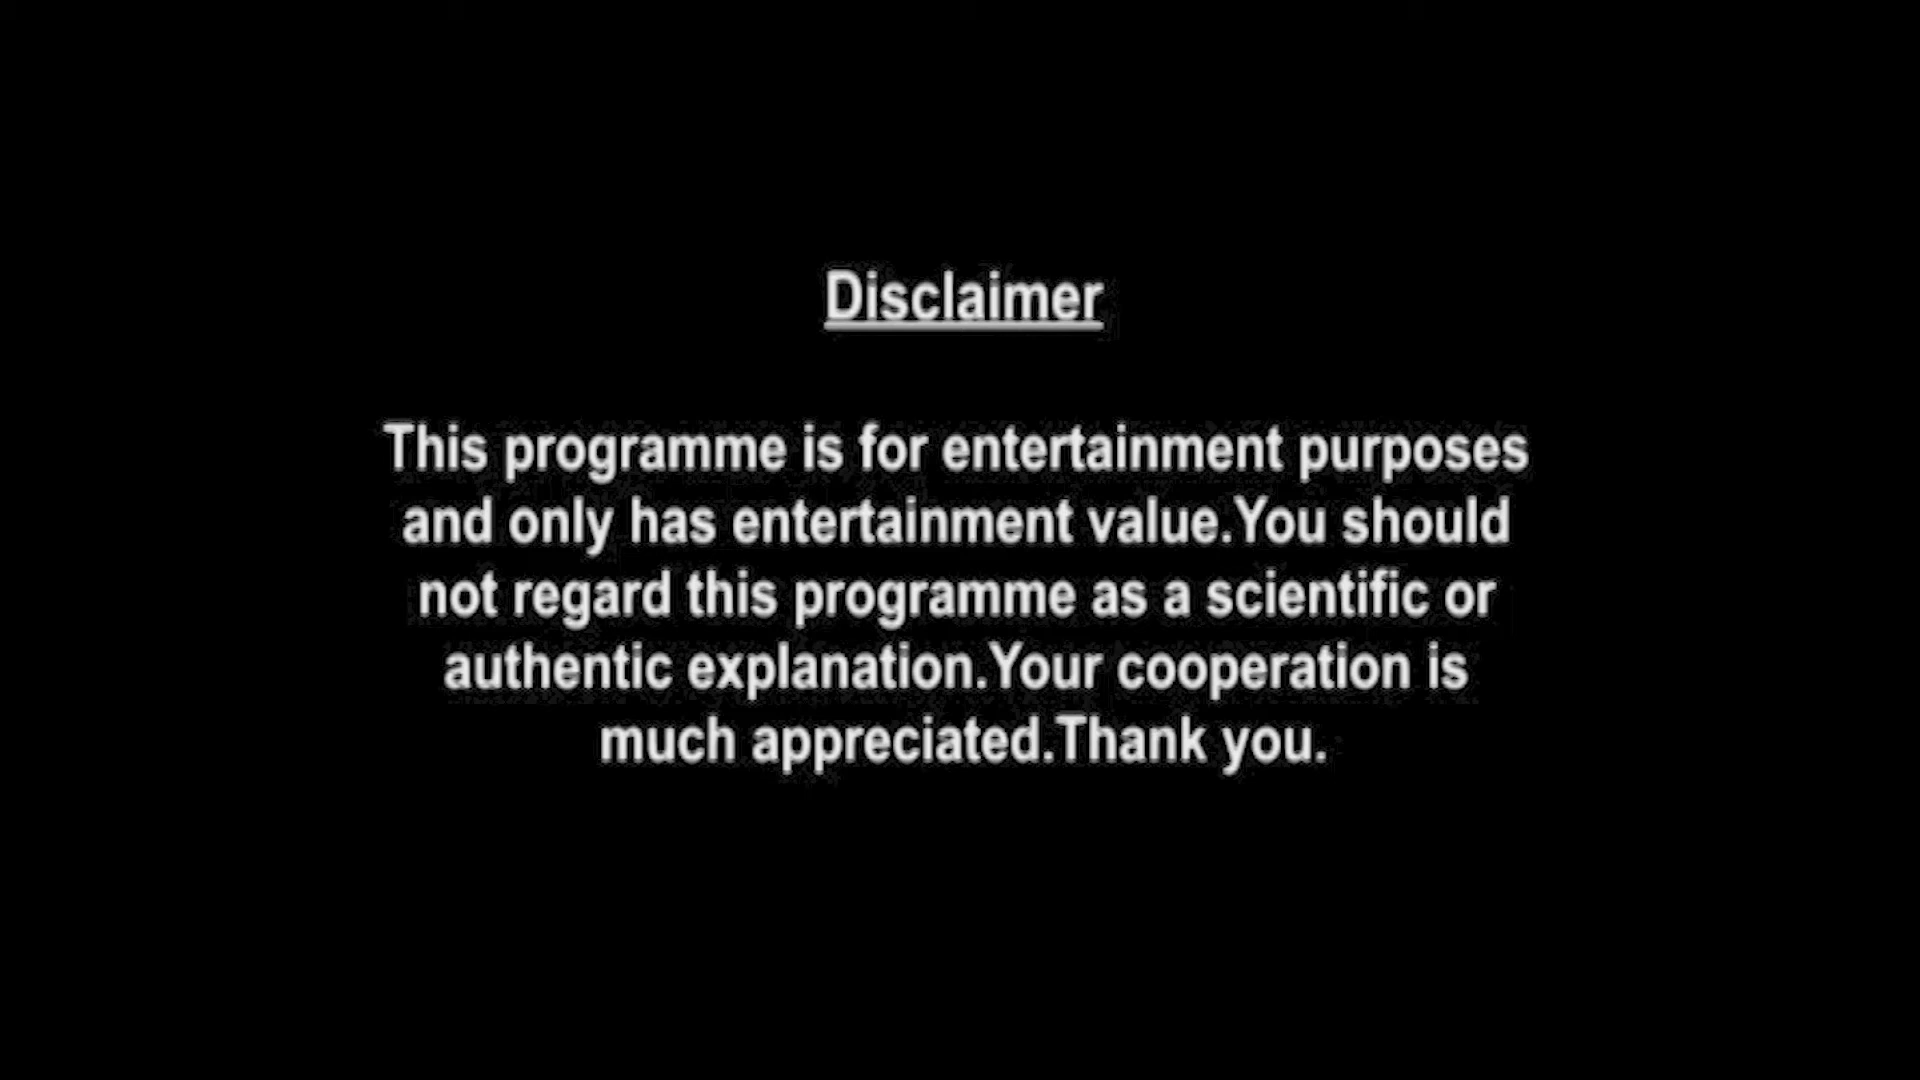 Disclaimer
This programme is for entertainment purposes
and only has entertainment value.You should
not regard this programme as a scientific or
authentic explanation.Your cooperation is
much appreciated.Thank you.